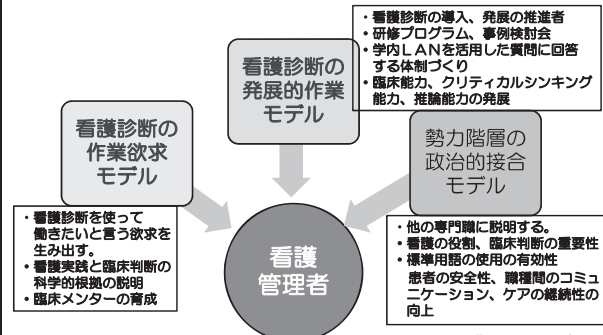 ・看護診断の導入、発展の推進者
・研修プログラム、事例検討会
・学内ＬＡＮを活用した質問に回答
する体制づくり
・臨床能力、クリティカルシンキング
能力、推論能力の発展
看護診断の
発展的作業
モデル
看護診断の
作業欲求
モデル
勢力階層の
政治的接合
モデル
・看護診断を使って
働きたいと言う欲求を
生み出す。
・看護実践と臨床判断の
科学的根拠の説明
・臨床メンターの育成
看護
管理者
・他の専門職に説明する。
・看護の役割、臨床判断の重要性
・標準用語の使用の有効性
患者の安全性、職種間のコミュ
ニケーション、ケアの継続性の
向上